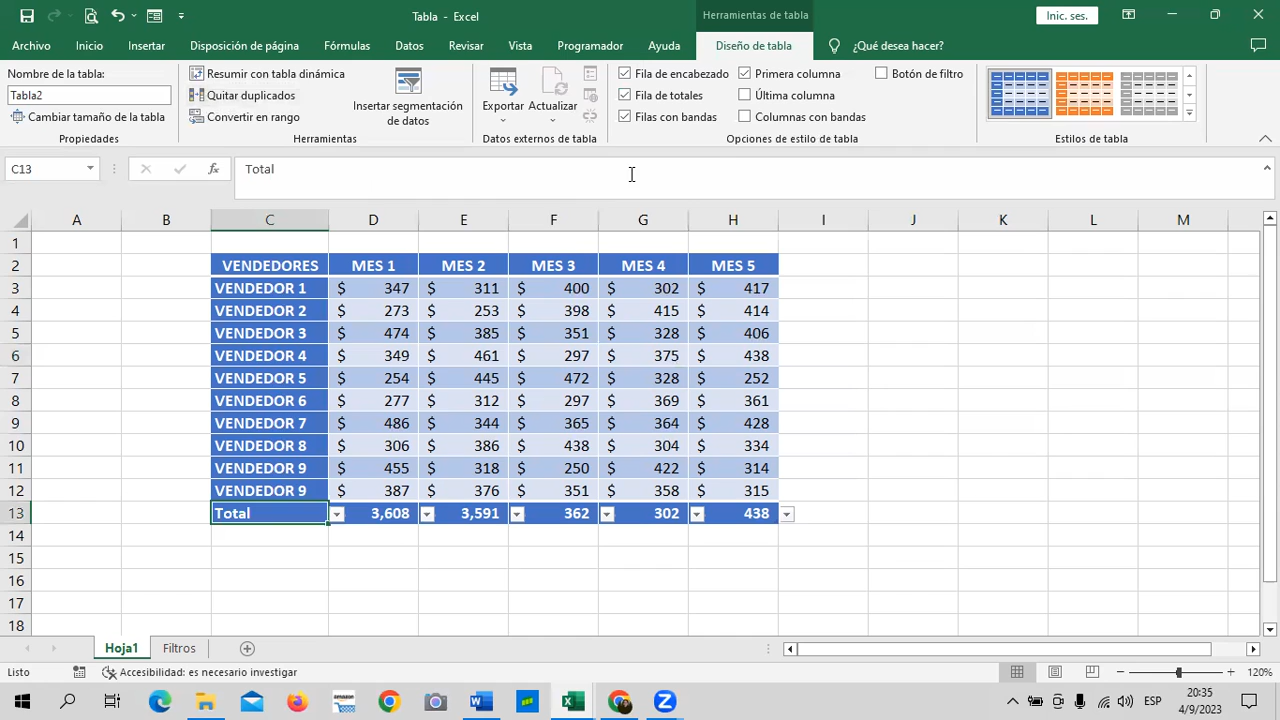 Tabla - Excel
Herramientas de tabla
Inic. ses.
Archivo Inicio Insertar Disposición de página Fórmulas Datos Revisar Vista Programador Ayuda Diseño de tabla ¿Qué desea hacer?
Nombre de la tabla:
Tabla2
Cambiar tamaño de la tabla
Propiedades
Resumir con tabla dinámica
Quitar duplicados
Convertir en rango
Insertar segmentación
de datos
Herramientas
Exportar Actualizar
Datos externos de tabla
Fila de encabezado Primera columna Botón de filtro
Fila de totales Última columna
Filas con bandas Columnas con bandas
Opciones de estilo de tabla
Estilos de tabla
C13 fx Total
A B C D E F G H I J K L M
1
2 VENDEDORES MES 1 MES 2 MES 3 MES 4 MES 5
3 VENDEDOR 1 $ 347 $ 311 $ 400 $ 302 $ 417
4 VENDEDOR 2 $ 273 $ 253 $ 398 $ 415 $ 414
5 VENDEDOR 3 $ 474 $ 385 $ 351 $ 328 $ 406
6 VENDEDOR 4 $ 349 $ 461 $ 297 $ 375 $ 438
7 VENDEDOR 5 $ 254 $ 445 $ 472 $ 328 $ 252
8 VENDEDOR 6 $ 277 $ 312 $ 297 $ 369 $ 361
9 VENDEDOR 7 $ 486 $ 344 $ 365 $ 364 $ 428
10 VENDEDOR 8 $ 306 $ 386 $ 438 $ 304 $ 334
11 VENDEDOR 9 $ 455 $ 318 $ 250 $ 422 $ 314
12 VENDEDOR 9 $ 387 $ 376 $ 351 $ 358 $ 315
13 Total 3,608 3,591 362 302 438
14
15
16
17
18
Hoja1 Filtros
Listo Accesibilidad: es necesario investigar 120%
ESP
20:35
4/9/2023